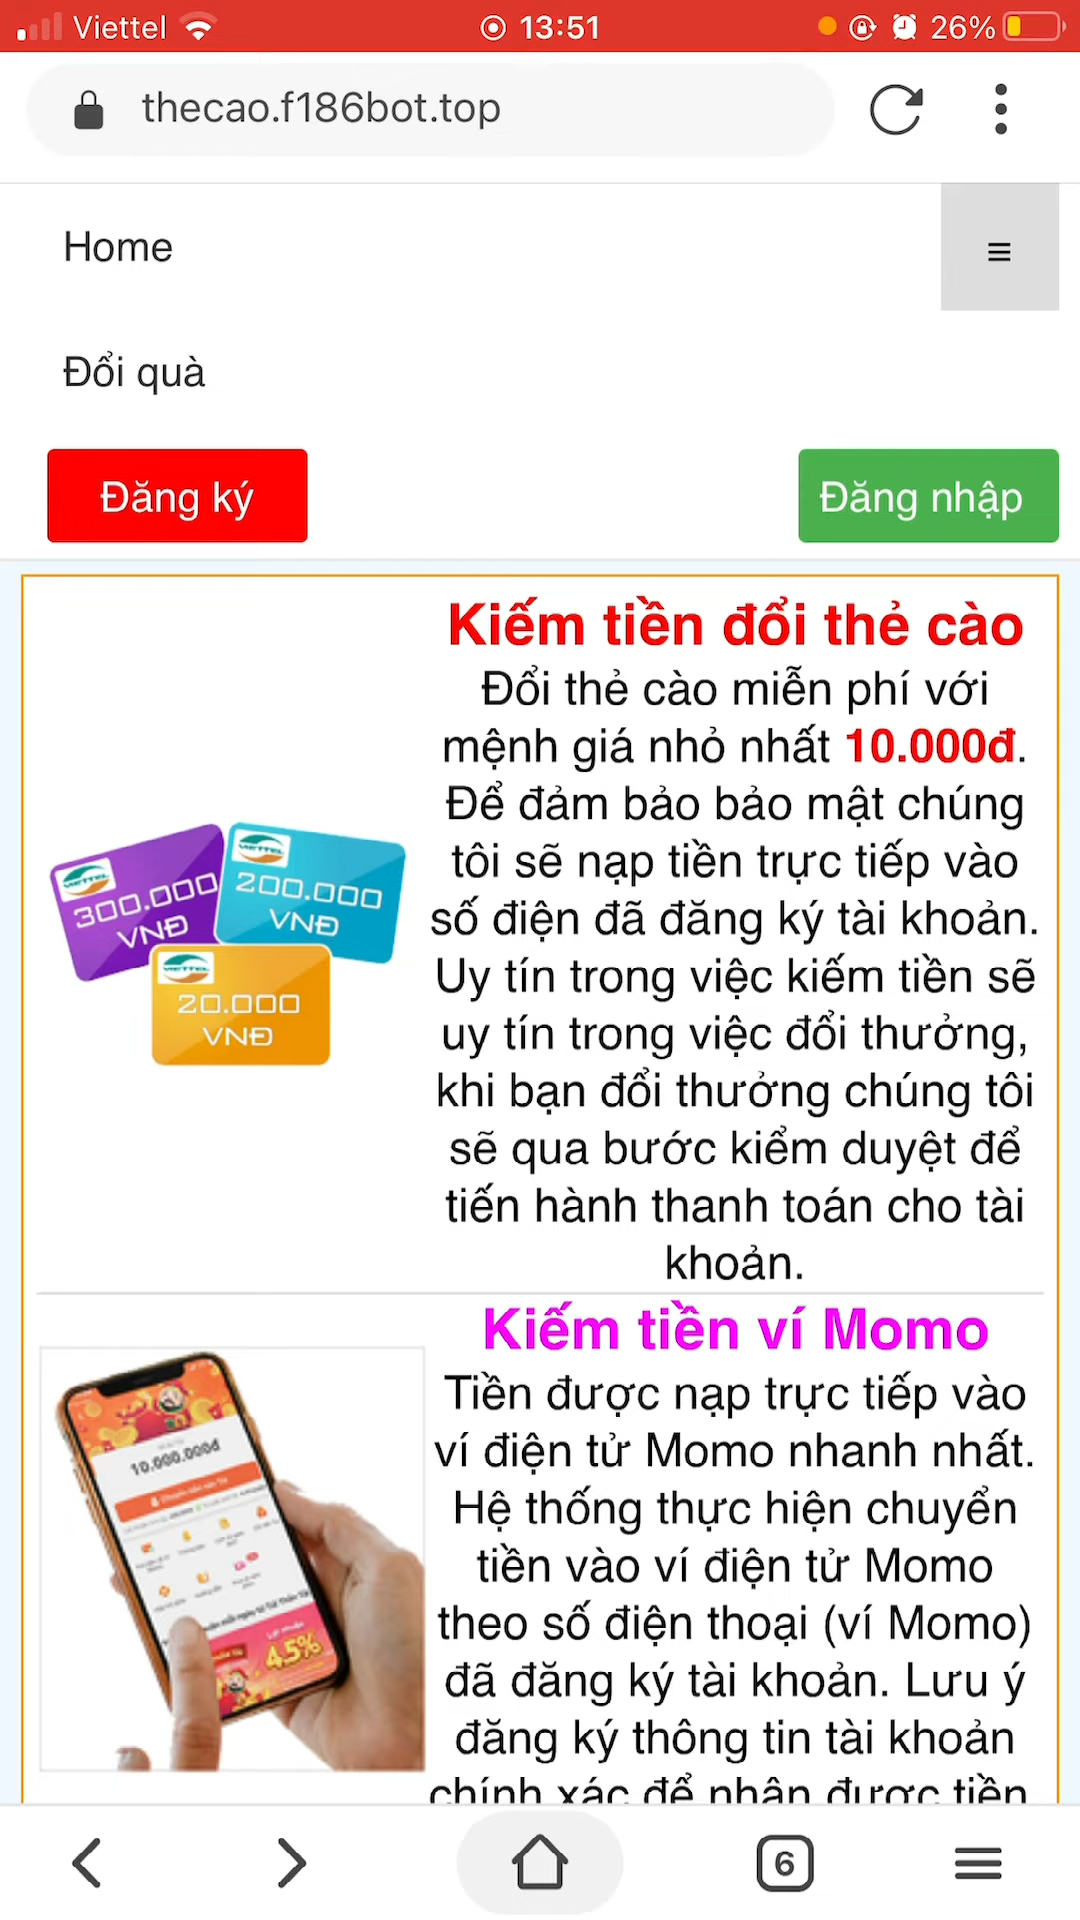 Viettel 13:51 26%
thecao.f186bot.top
Home
≡
Đổi quà
Đăng ký
Đăng nhập
Kiếm tiền đổi thẻ cào
Đổi thẻ cào miễn phí với
mệnh giá nhỏ nhất 10.000đ.
Để đảm bảo bảo mật chúng
tôi sẽ nạp tiền trực tiếp vào
số điện đã đăng ký tài khoản.
Uy tín trong việc kiếm tiền sẽ
uy tín trong việc đổi thưởng,
khi bạn đổi thưởng chúng tôi
sẽ qua bước kiểm duyệt để
tiến hành thanh toán cho tài
khoản.
VIETTEL
300.000
VNĐ
VIETTEL
200.000
VNĐ
VIETTEL
20.000
VNĐ
Kiếm tiền ví Momo
Tiền được nạp trực tiếp vào
ví điện tử Momo nhanh nhất.
Hệ thống thực hiện chuyển
tiền vào ví điện tử Momo
theo số điện thoại (ví Momo)
đã đăng ký tài khoản. Lưu ý
đăng ký thông tin tài khoản
chính xác để nhận được tiền
10.000.000đ
4.5%
6